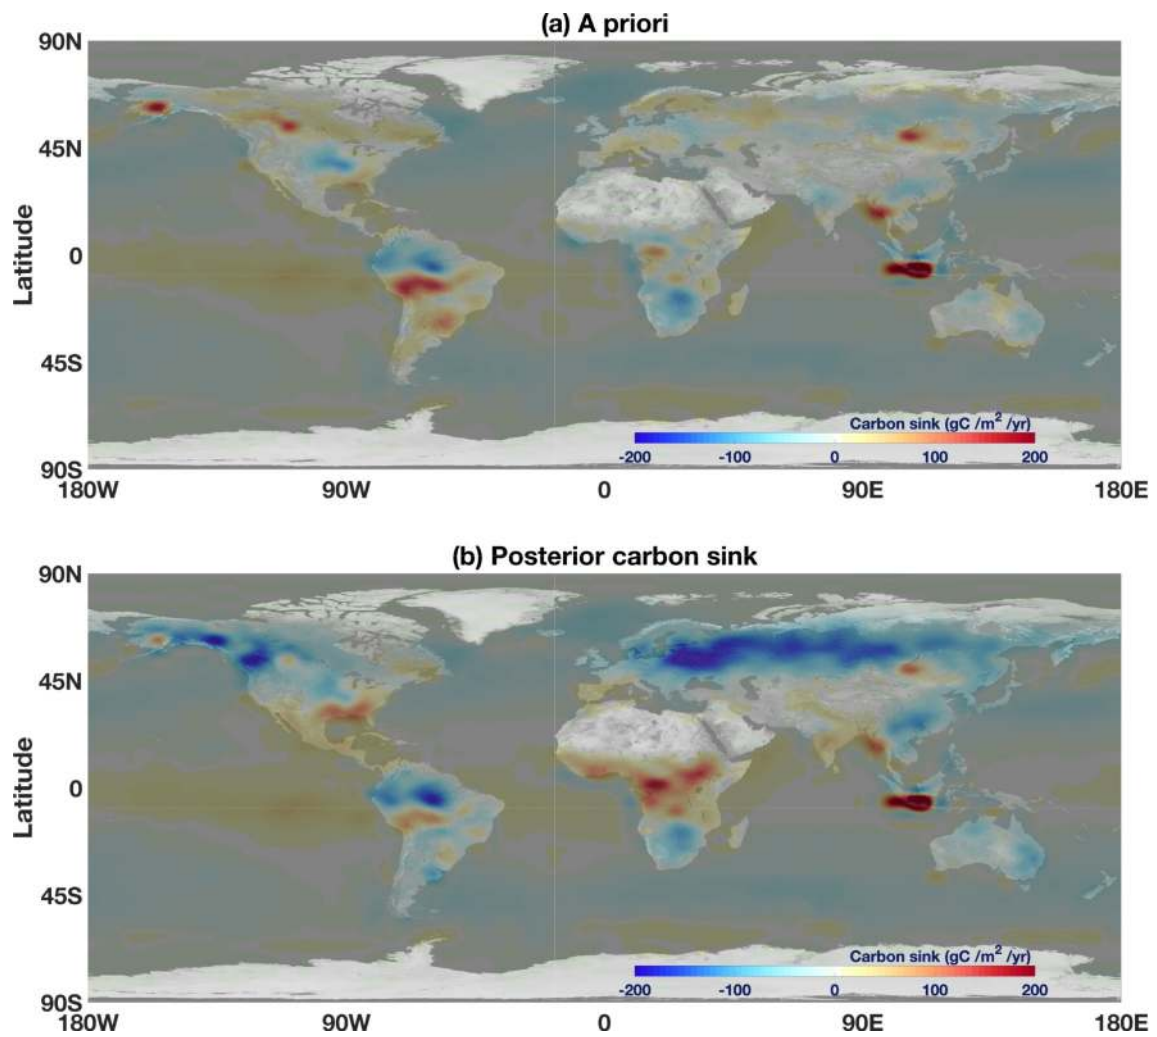 (a) A priori
90N
45N
0
45S
90S
Latitude
Carbon sink (gC /m² /yr)
-200 -100 0 100 200
180W 90W 0 90E 180E
(b) Posterior carbon sink
90N
45N
0
45S
90S
Latitude
Carbon sink (gC /m² /yr)
-200 -100 0 100 200
180W 90W 0 90E 180E